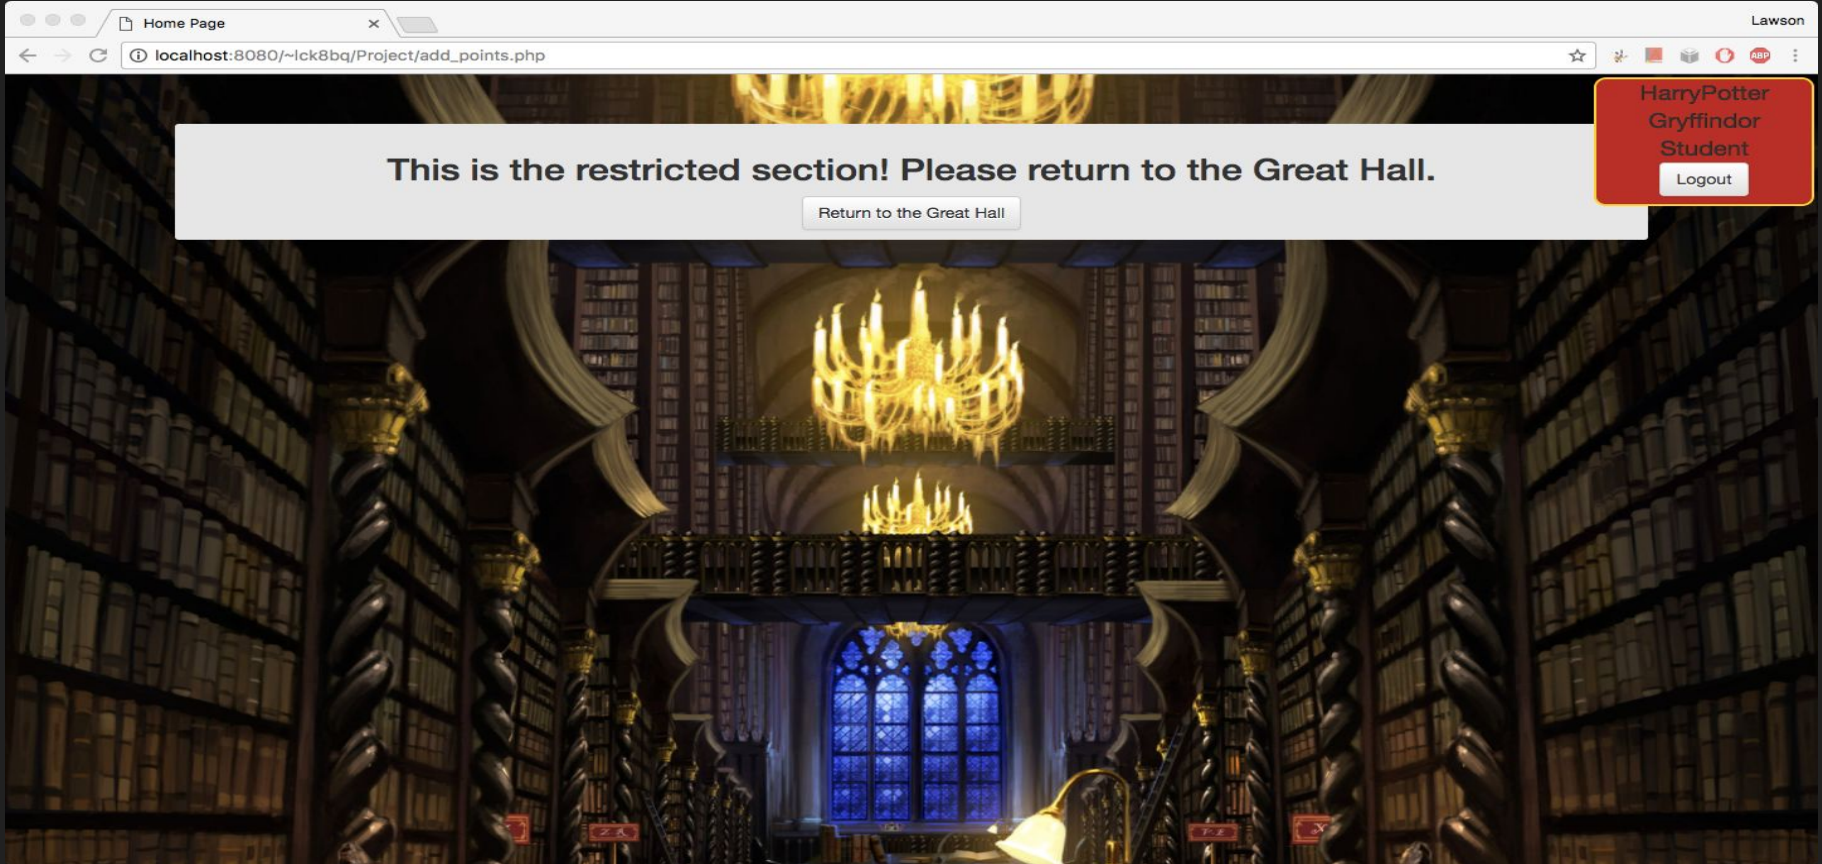 Home Page
Lawson
localhost:8080/~lck8bq/Project/add_points.php
ABP
HarryPotter
Gryffindor
Student
Logout
This is the restricted section! Please return to the Great Hall.
Return to the Great Hall